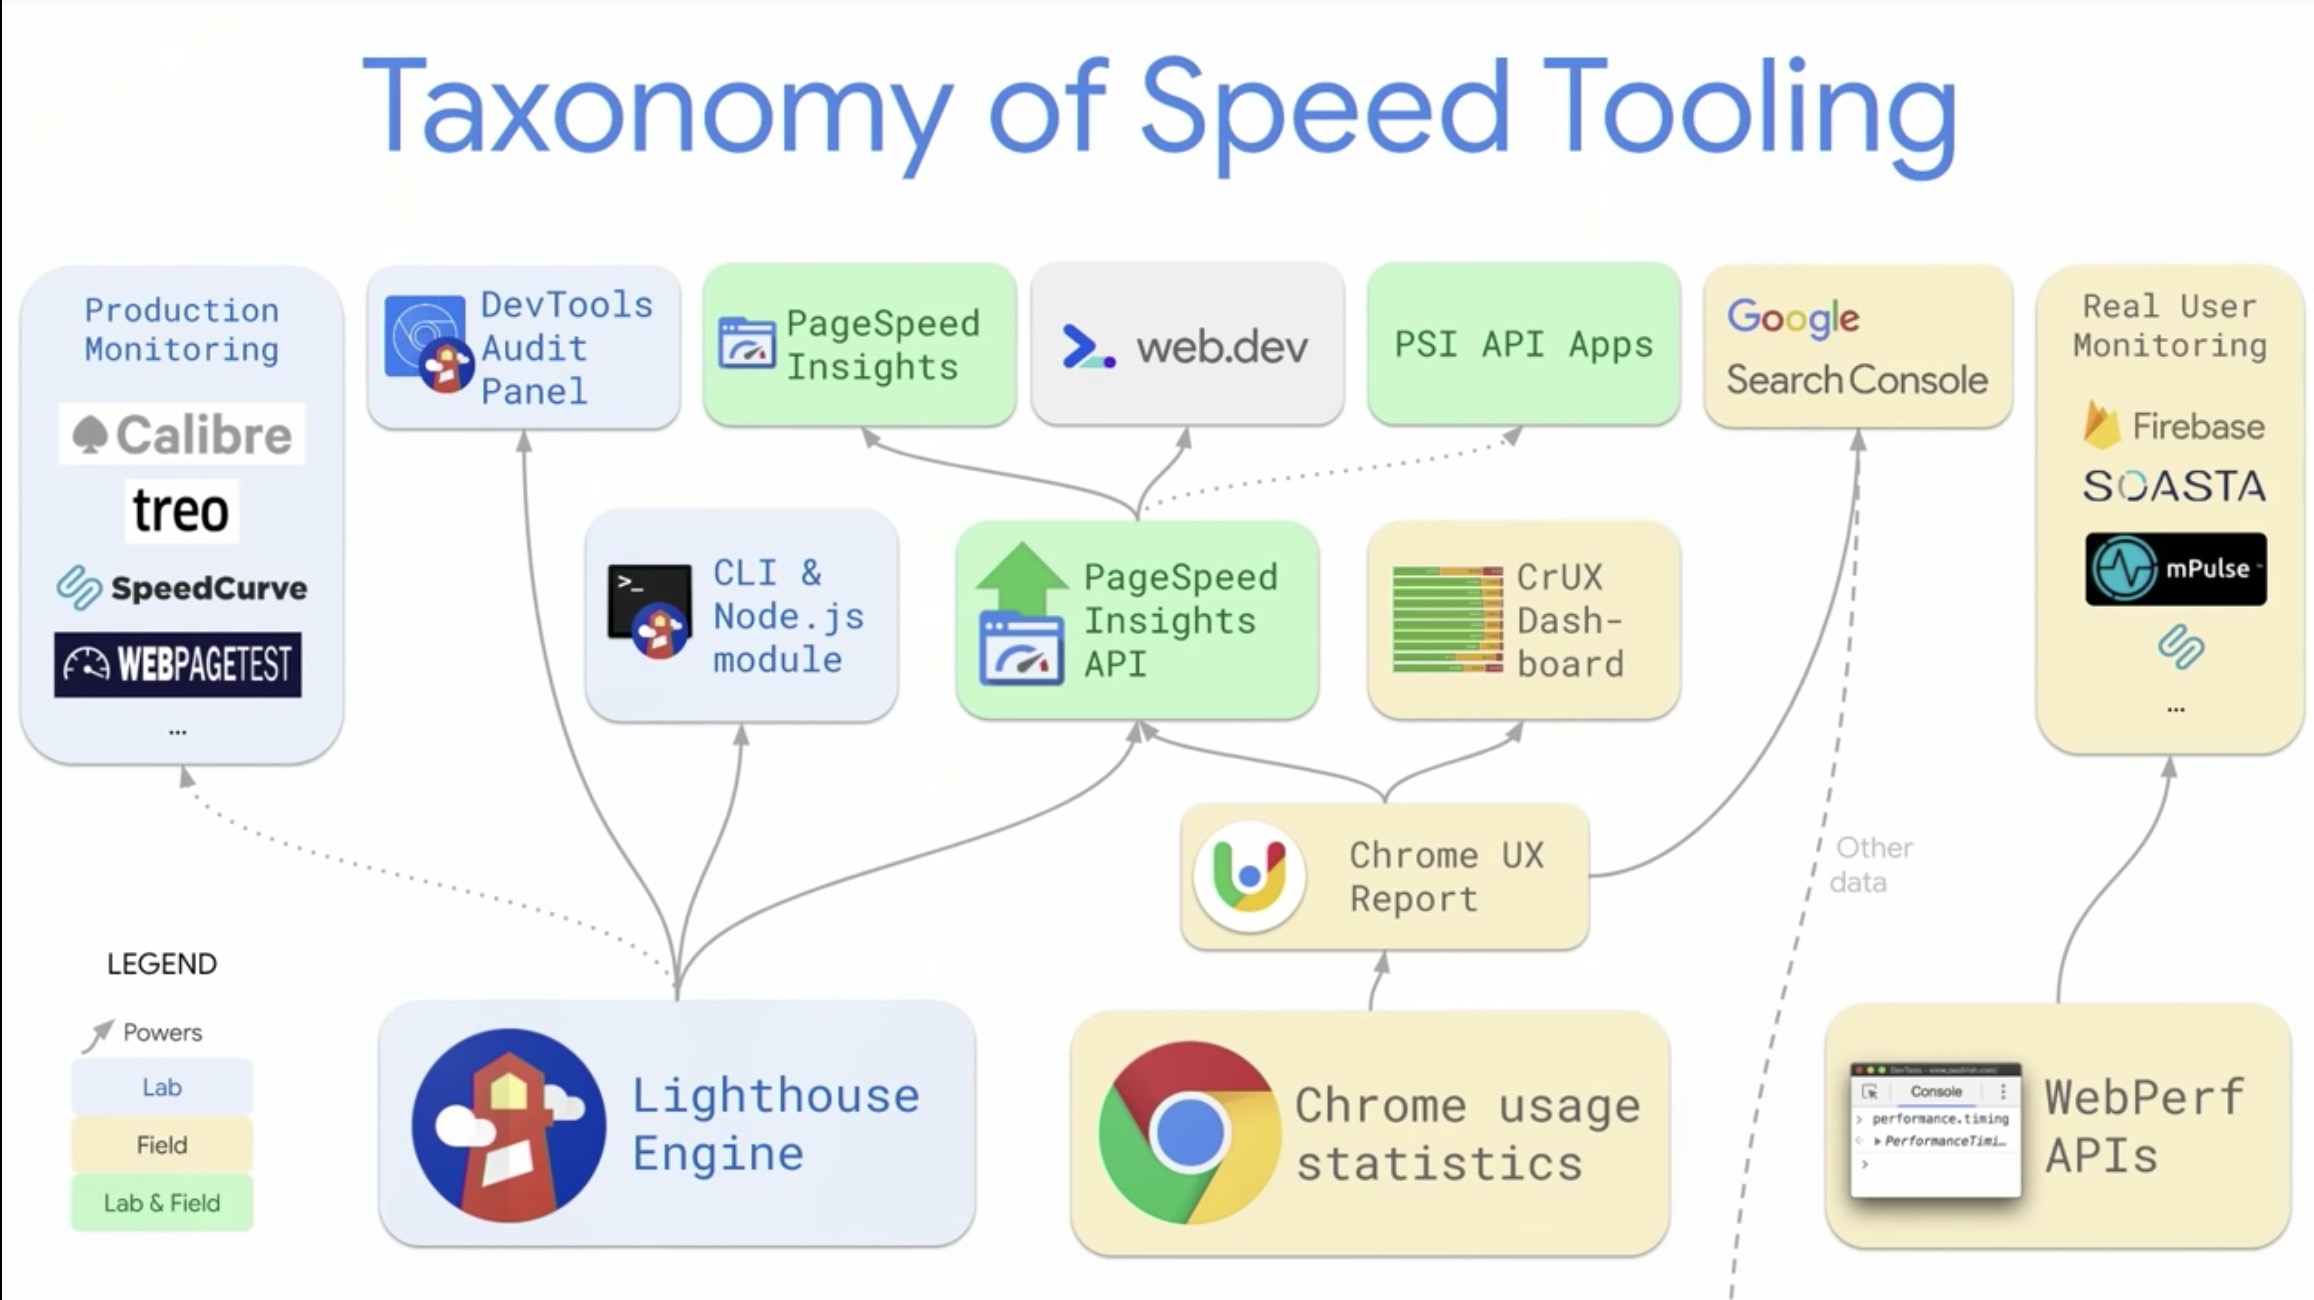 Taxonomy of Speed Tooling
Production
Monitoring
Calibre
treo
SpeedCurve
WEBPAGETEST
...
DevTools
Audit
Panel
PageSpeed
Insights
web.dev
PSI API Apps
Google
Search Console
Real User
Monitoring
Firebase
SOASTA
mPulse
...
>_
CLI &
Node.js
module
PageSpeed
Insights
API
CrUX
Dash-
board
Chrome UX
Report
Other
data
LEGEND
Powers
Lab
Field
Lab & Field
Lighthouse
Engine
Chrome usage
statistics
Console
> performance.timing
PerformanceTimi…
>
WebPerf
APIs